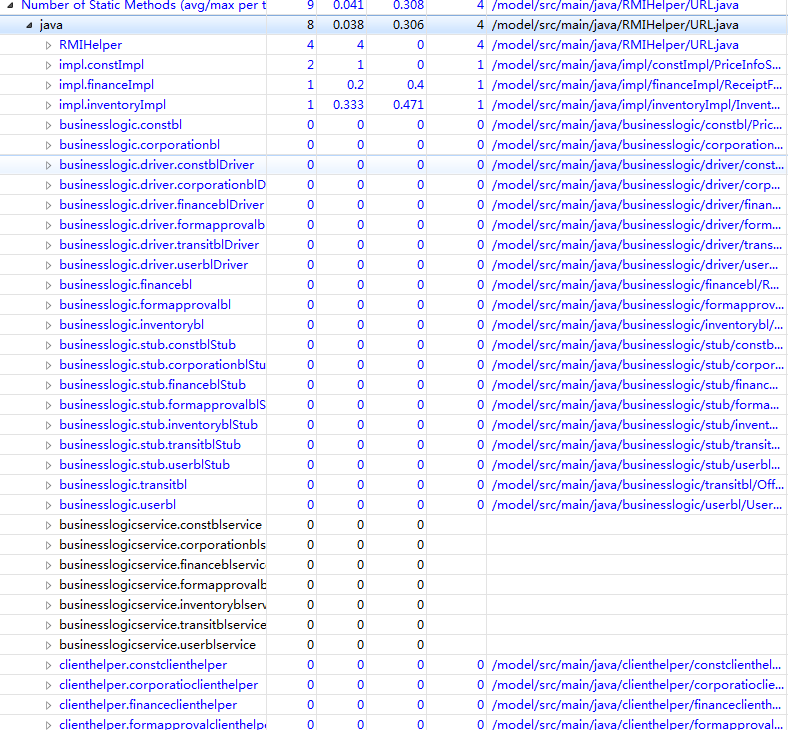 Number of Static Methods (avg/max per t 9 0.041 0.308 4 /model/src/main/java/RMIHelper/URL.java
java 8 0.038 0.306 4 /model/src/main/java/RMIHelper/URL.java
RMIHelper 4 4 0 4 /model/src/main/java/RMIHelper/URL.java
impl.constImpl 2 1 0 1 /model/src/main/java/impl/constImpl/PriceInfoS...
impl.financeImpl 1 0.2 0.4 1 /model/src/main/java/impl/financeImpl/ReceiptF...
impl.inventoryImpl 1 0.333 0.471 1 /model/src/main/java/impl/inventoryImpl/Invent...
businesslogic.constbl 0 0 0 0 /model/src/main/java/businesslogic/constbl/Pric...
businesslogic.corporationbl 0 0 0 0 /model/src/main/java/businesslogic/corporation...
businesslogic.driver.constblDriver 0 0 0 0 /model/src/main/java/businesslogic/driver/const...
businesslogic.driver.corporationblD 0 0 0 0 /model/src/main/java/businesslogic/driver/corp...
businesslogic.driver.financeblDriver 0 0 0 0 /model/src/main/java/businesslogic/driver/finan...
businesslogic.driver.formapprovalb 0 0 0 0 /model/src/main/java/businesslogic/driver/form...
businesslogic.driver.transitblDriver 0 0 0 0 /model/src/main/java/businesslogic/driver/trans...
businesslogic.driver.userblDriver 0 0 0 0 /model/src/main/java/businesslogic/driver/user...
businesslogic.financebl 0 0 0 0 /model/src/main/java/businesslogic/financebl/R...
businesslogic.formapprovalbl 0 0 0 0 /model/src/main/java/businesslogic/formapprov...
businesslogic.inventorybl 0 0 0 0 /model/src/main/java/businesslogic/inventorybl/...
businesslogic.stub.constblStub 0 0 0 0 /model/src/main/java/businesslogic/stub/constb...
businesslogic.stub.corporationblStu 0 0 0 0 /model/src/main/java/businesslogic/stub/corpor...
businesslogic.stub.financeblStub 0 0 0 0 /model/src/main/java/businesslogic/stub/financ...
businesslogic.stub.formapprovalblS 0 0 0 0 /model/src/main/java/businesslogic/stub/forma...
businesslogic.stub.inventoryblStub 0 0 0 0 /model/src/main/java/businesslogic/stub/invent...
businesslogic.stub.transitblStub 0 0 0 0 /model/src/main/java/businesslogic/stub/transit...
businesslogic.stub.userblStub 0 0 0 0 /model/src/main/java/businesslogic/stub/userbl...
businesslogic.transitbl 0 0 0 0 /model/src/main/java/businesslogic/transitbl/Off...
businesslogic.userbl 0 0 0 0 /model/src/main/java/businesslogic/userbl/User...
businesslogicservice.constblservice 0 0 0
businesslogicservice.corporationbls 0 0 0
businesslogicservice.financeblservic 0 0 0
businesslogicservice.formapprovalb 0 0 0
businesslogicservice.inventoryblserv 0 0 0
businesslogicservice.transitblservice 0 0 0
businesslogicservice.userblservice 0 0 0
clienthelper.constclienthelper 0 0 0 0 /model/src/main/java/clienthelper/constclienthel...
clienthelper.corporatioclienthelper 0 0 0 0 /model/src/main/java/clienthelper/corporatioclie...
clienthelper.financeclienthelper 0 0 0 0 /model/src/main/java/clienthelper/financeclienth...
clienthelper.formapprovalclienthelpe 0 0 0 0 /model/src/main/java/clienthelper/formapproval...